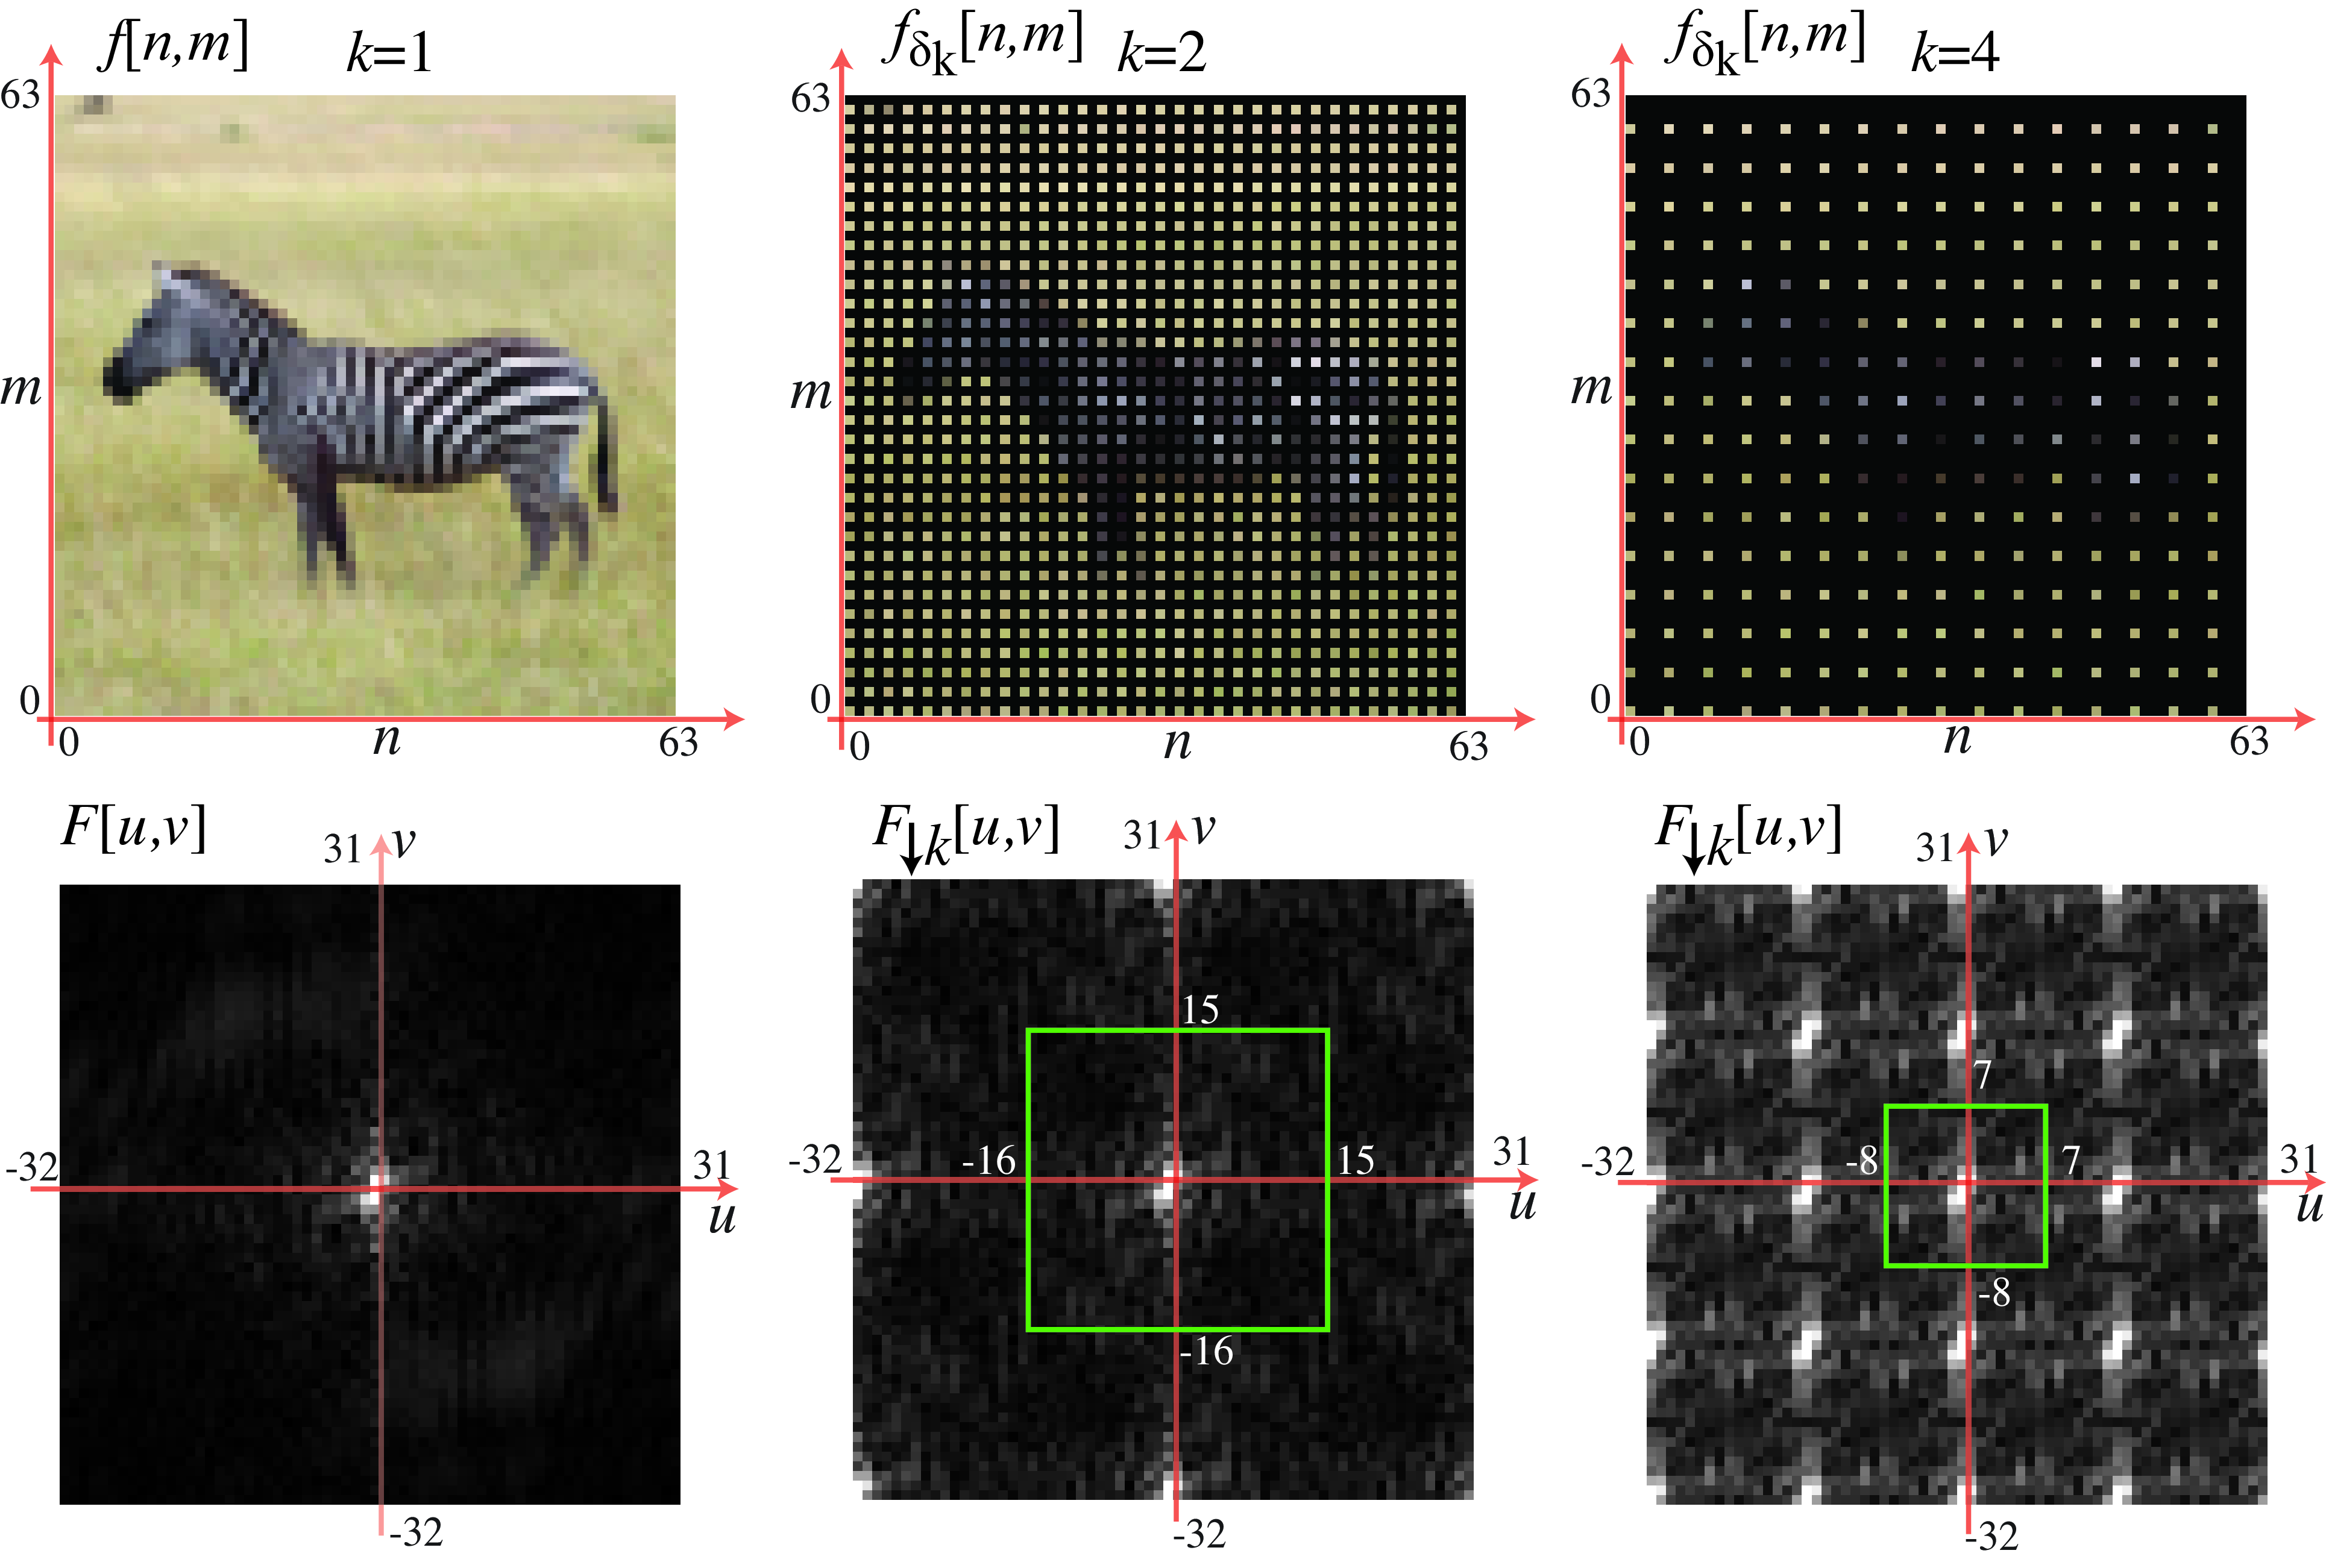 f[n,m] k=1
63
m
0
0 n 63
fδk[n,m] k=2
63
m
0
0 n 63
fδk[n,m] k=4
63
m
0
0 n 63
F[u,v]
31 v
-32 31
u
-32
F↓k[u,v]
31 v
15
-32 -16 15 31
u
-16
-32
F↓k[u,v]
31 v
7
-32 -8 7 31
u
-8
-32